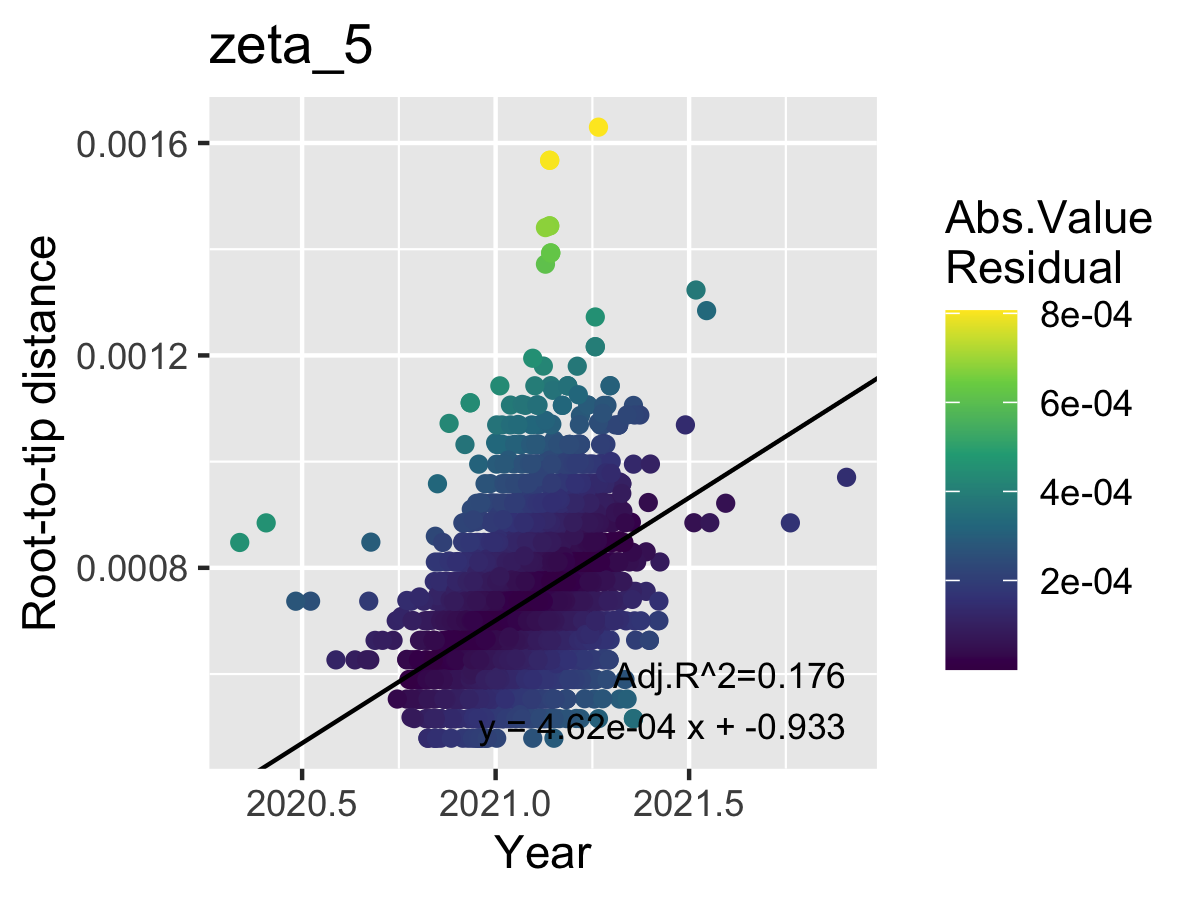 zeta_5
0.0016
0.0012
0.0008
Root-to-tip distance
Adj.R^2=0.176
y = 4.62e-04 x + -0.933
2020.5
2021.0
2021.5
Year
Abs.Value
Residual
8e-04
6e-04
4e-04
2e-04